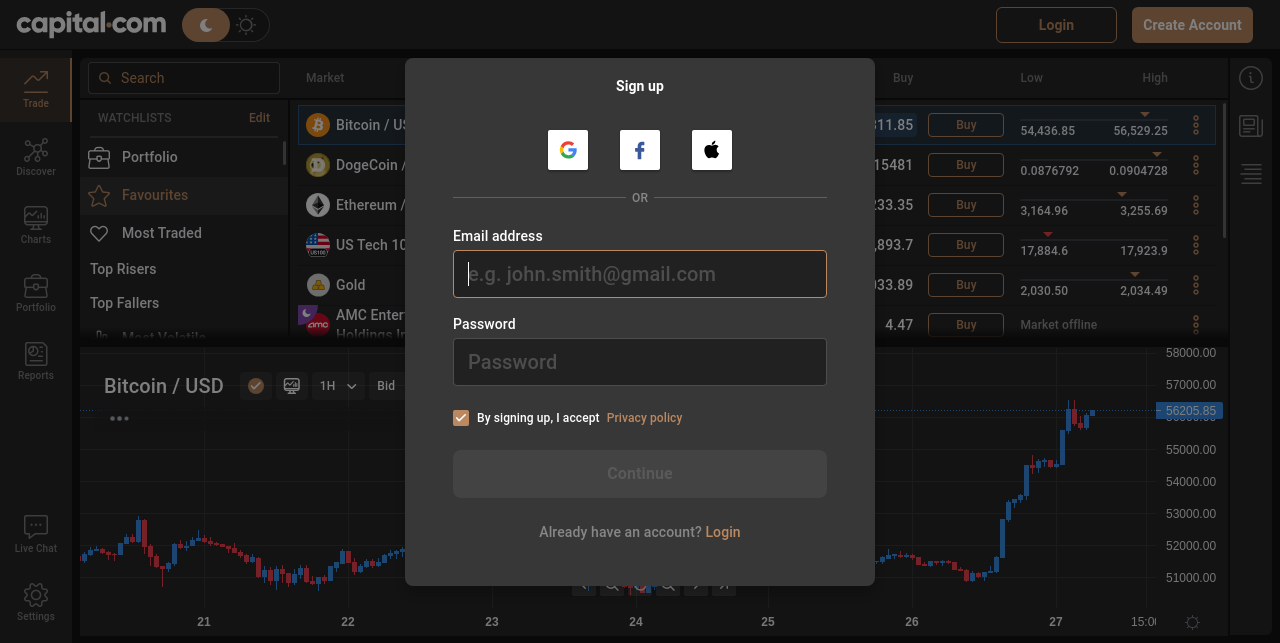 capital.com
Login
Create Account
Trade
Discover
Charts
Portfolio
Reports
Live Chat
Settings
Search
WATCHLISTS Edit
Portfolio
Favourites
Most Traded
Top Risers
Top Fallers
Most Volatile
Market Buy Low High
Bitcoin / US 311.85 Buy 54,436.85 56,529.25
DogeCoin / 15481 Buy 0.0876792 0.0904728
Ethereum / 233.35 Buy 3,164.96 3,255.69
US Tech 10 ,893.7 Buy 17,884.6 17,923.9
Gold 033.89 Buy 2,030.50 2,034.49
AMC Enter 4.47 Buy Market offline
Holdings In
Sign up
OR
Email address
e.g. john.smith@gmail.com
Password
Password
By signing up, I accept Privacy policy
Continue
Already have an account? Login
Bitcoin / USD 1H Bid
58000.00
57000.00
56205.85
56000.00
55000.00
54000.00
53000.00
52000.00
51000.00
21 22 23 24 25 26 27 15:00